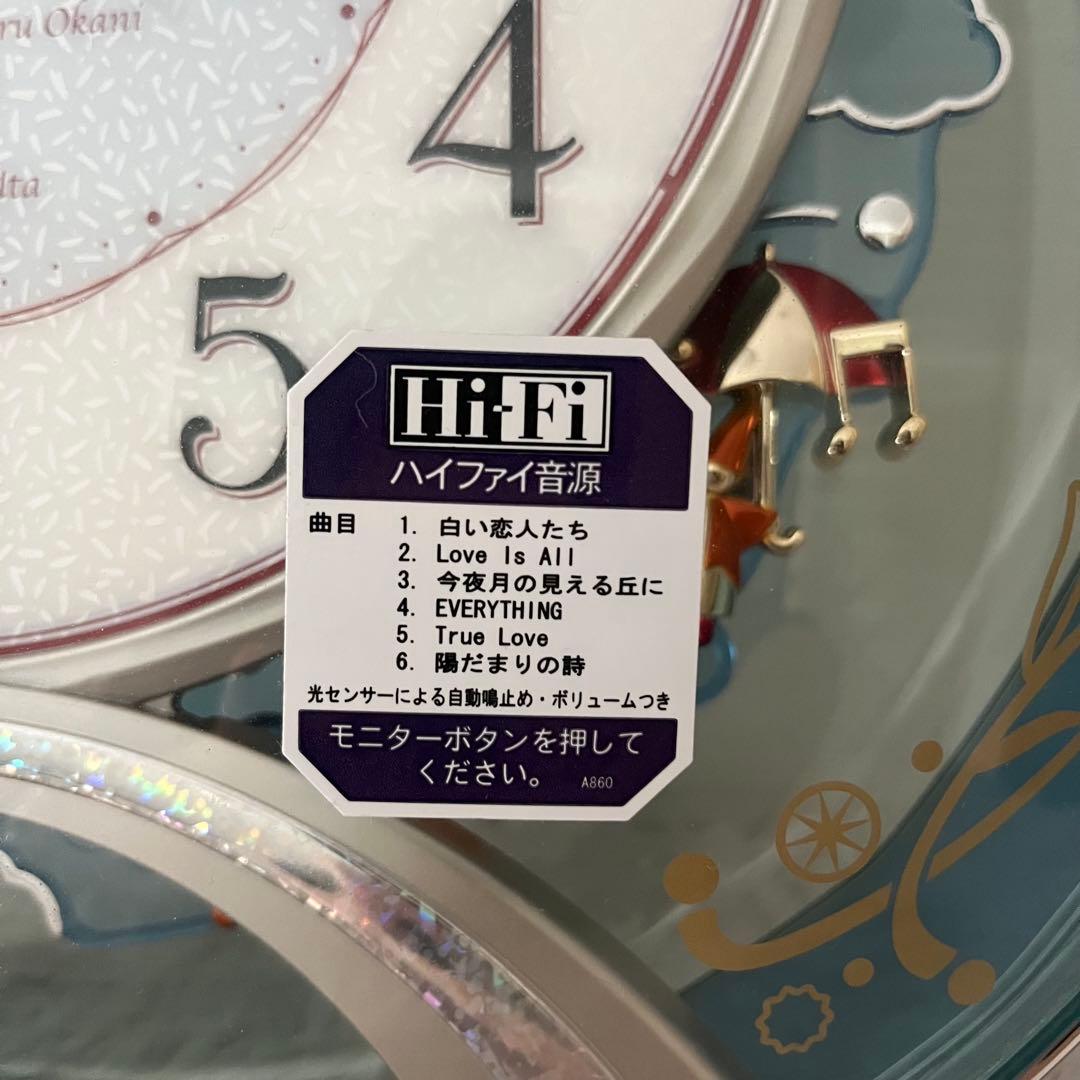 ru Okani
4
lta
5
Hi-Fi
ハイファイ音源
曲目 1. 白い恋人たち
2. Love Is All
3. 今夜月の見える丘に
4. EVERYTHING
5. True Love
6. 陽だまりの詩
光センサーによる自動鳴止め・ボリュームつき
モニターボタンを押して
ください。 A860